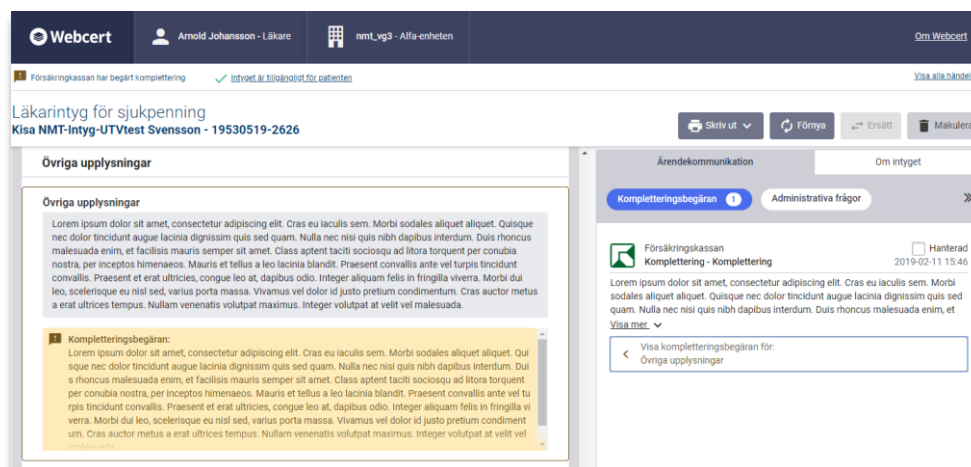 Webcert
Arnold Johansson - Läkare
nmt_vg3 - Alfa-enheten
Om Webcert
Försäkringkassan har begärt komplettering
Intyget är tillgängligt för patienten
Visa alla händel
Läkarintyg för sjukpenning
Kisa NMT-Intyg-UTVtest Svensson - 19530519-2626
Skriv ut
Förnya
Ersätt
Makulera
Övriga upplysningar
Övriga upplysningar
Lorem ipsum dolor sit amet, consectetur adipiscing elit. Cras eu iaculis sem. Morbi sodales aliquet aliquet. Quisque
nec dolor tincidunt augue lacinia dignissim quis sed quam. Nulla nec nisi quis nibh dapibus interdum. Duis rhoncus
malesuada enim, et facilisis mauris semper sit amet. Class aptent taciti sociosqu ad litora torquent per conubia
nostra, per inceptos himenaeos. Mauris et tellus a leo lacinia blandit. Praesent convallis ante vel turpis tincidunt
convallis. Praesent et erat ultricies, congue leo at, dapibus odio. Integer aliquam felis in fringilla viverra. Morbi dui
leo, scelerisque eu nisl sed, varius porta massa. Vivamus vel dolor id justo pretium condimentum. Cras auctor metus
a erat ultrices tempus. Nullam venenatis volutpat maximus. Integer volutpat at velit vel malesuada.
Kompletteringsbegäran:
Lorem ipsum dolor sit amet, consectetur adipiscing elit. Cras eu iaculis sem. Morbi sodales aliquet aliquet. Qui
sque nec dolor tincidunt augue lacinia dignissim quis sed quam. Nulla nec nisi quis nibh dapibus interdum. Dui
s rhoncus malesuada enim, et facilisis mauris semper sit amet. Class aptent taciti sociosqu ad litora torquent
per conubia nostra, per inceptos himenaeos. Mauris et tellus a leo lacinia blandit. Praesent convallis ante vel tu
rpis tincidunt convallis. Praesent et erat ultricies, congue leo at, dapibus odio. Integer aliquam felis in fringilla vi
verra. Morbi dui leo, scelerisque eu nisl sed, varius porta massa. Vivamus vel dolor id justo pretium condiment
um. Cras auctor metus a erat ultrices tempus. Nullam venenatis volutpat maximus. Integer volutpat at velit vel
malesuada.
Ärendekommunikation
Om intyget
Kompletteringsbegäran 1
Administrativa frågor
Försäkringskassan
Hanterad
Komplettering - Komplettering
2019-02-11 15:46
Lorem ipsum dolor sit amet, consectetur adipiscing elit. Cras eu iaculis sem. Morbi
sodales aliquet aliquet. Quisque nec dolor tincidunt augue lacinia dignissim quis sed
quam. Nulla nec nisi quis nibh dapibus interdum. Duis rhoncus malesuada enim, et
Visa mer
Visa kompletteringsbegäran för:
Övriga upplysningar